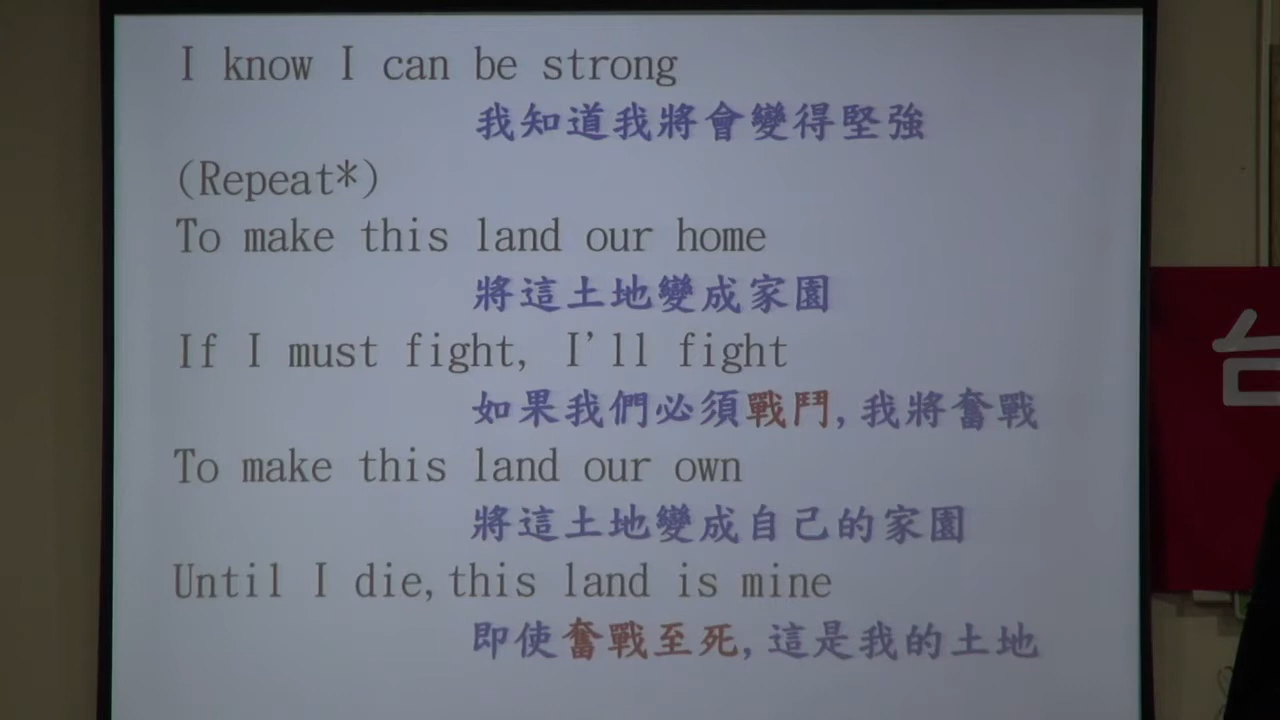 I know I can be strong
我知道我將會變得堅強
(Repeat*)
To make this land our home
將這土地變成家園
If I must fight, I'll fight
如果我們必須戰鬥,我將奮戰
To make this land our own
將這土地變成自己的家園
Until I die,this land is mine
即使奮戰至死,這是我的土地
台